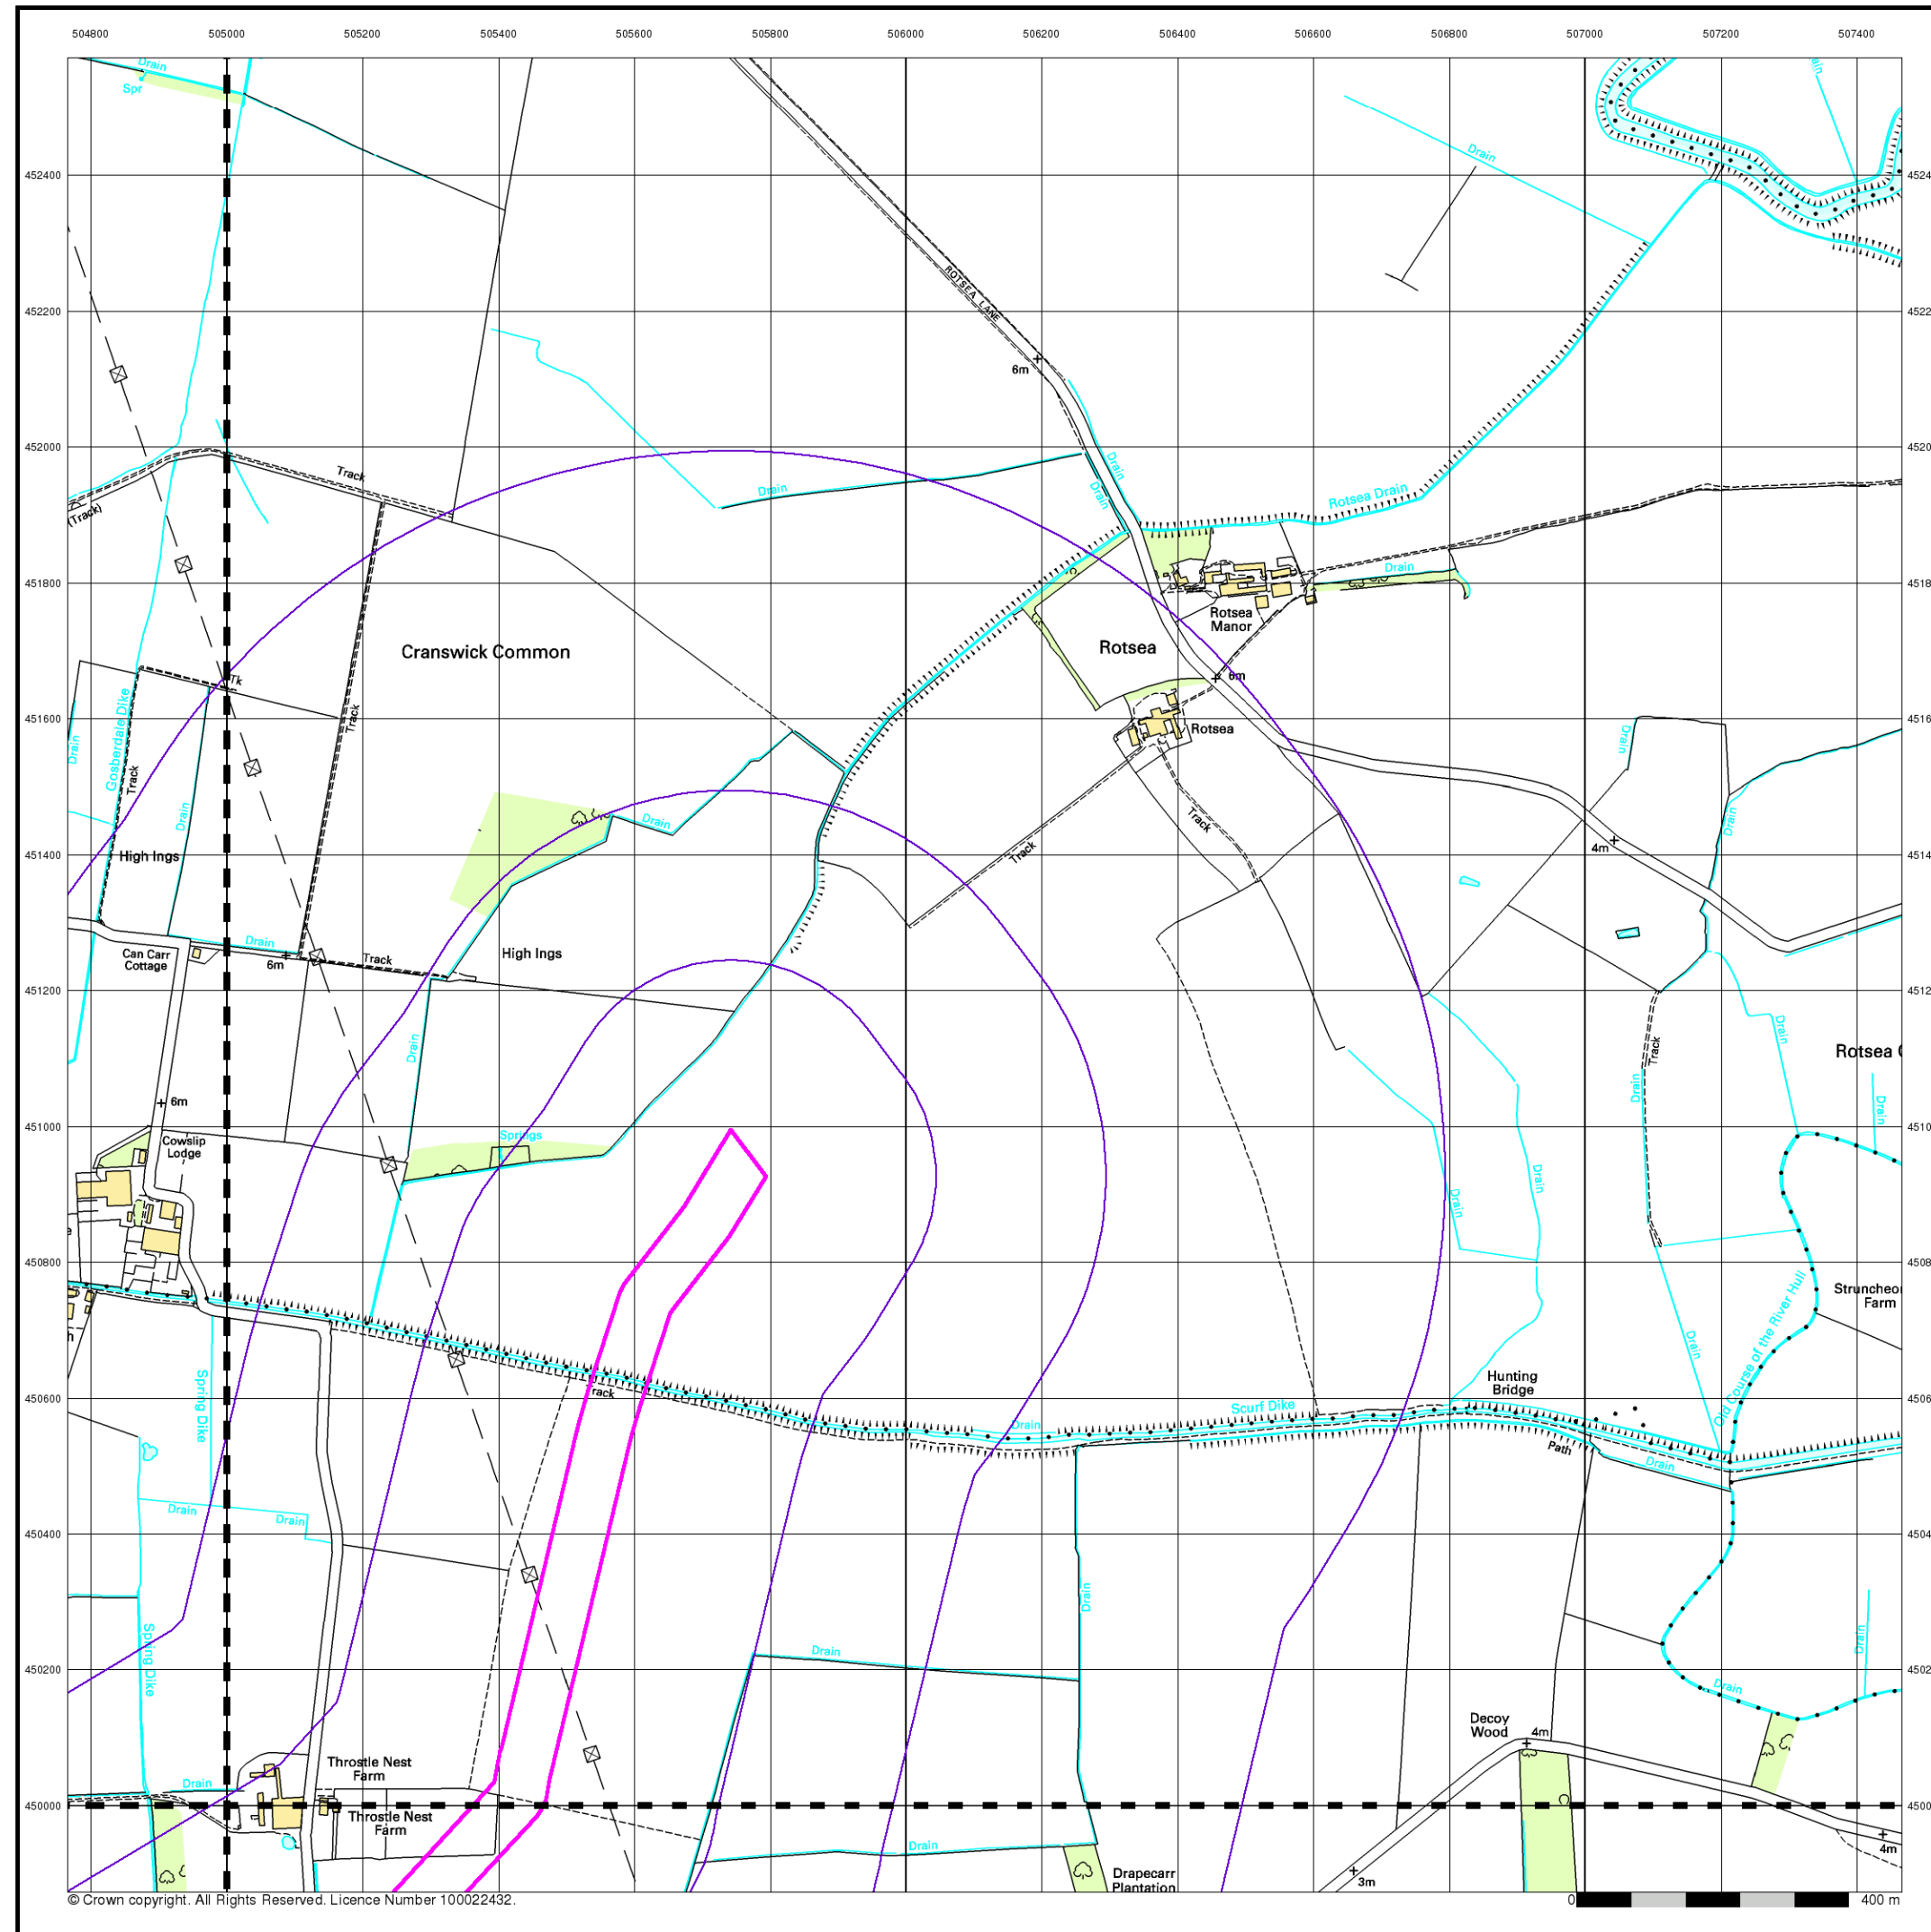 504800 505000 505200 505400 505600 505800 506000 506200 506400 506600 506800 507000 507200 507400
Drain
Spr
Drain
452400
452200
ROTSEA LANE
6m
452000
Track
Drain
Drain
Drain
Rotsea Drain
(Track)
451800
Drain
Rotsea
Manor
Cranswick Common
Rotsea
Tk
6m
451600
Gosberdale Dike
Track
Rotsea
Drain
Drain
Track
Drain
Drain
Drain
Track
451400
High Ings
Track
4m
Can Carr
Cottage
Drain
6m
Track
High Ings
451200
Drain
Drain
Track
Rotsea
6m
Drain
Drain
451000
Cowslip
Lodge
Springs
Drain
Drain
450800
Struncheon
Farm
Old Course of the River Hull
Drain
Spring Dike
Track
Hunting
Bridge
450600
Scurf Dike
Drain
Path
Drain
Drain
Drain
450400
Drain
Spring Dike
Drain
Drain
450200
Drain
Decoy
Wood
4m
Throstle Nest
Farm
Drain
450000
Throstle Nest
Farm
Drain
4m
Drapecarr
Plantation
3m
© Crown copyright. All Rights Reserved. Licence Number 100022432.
0 400 m